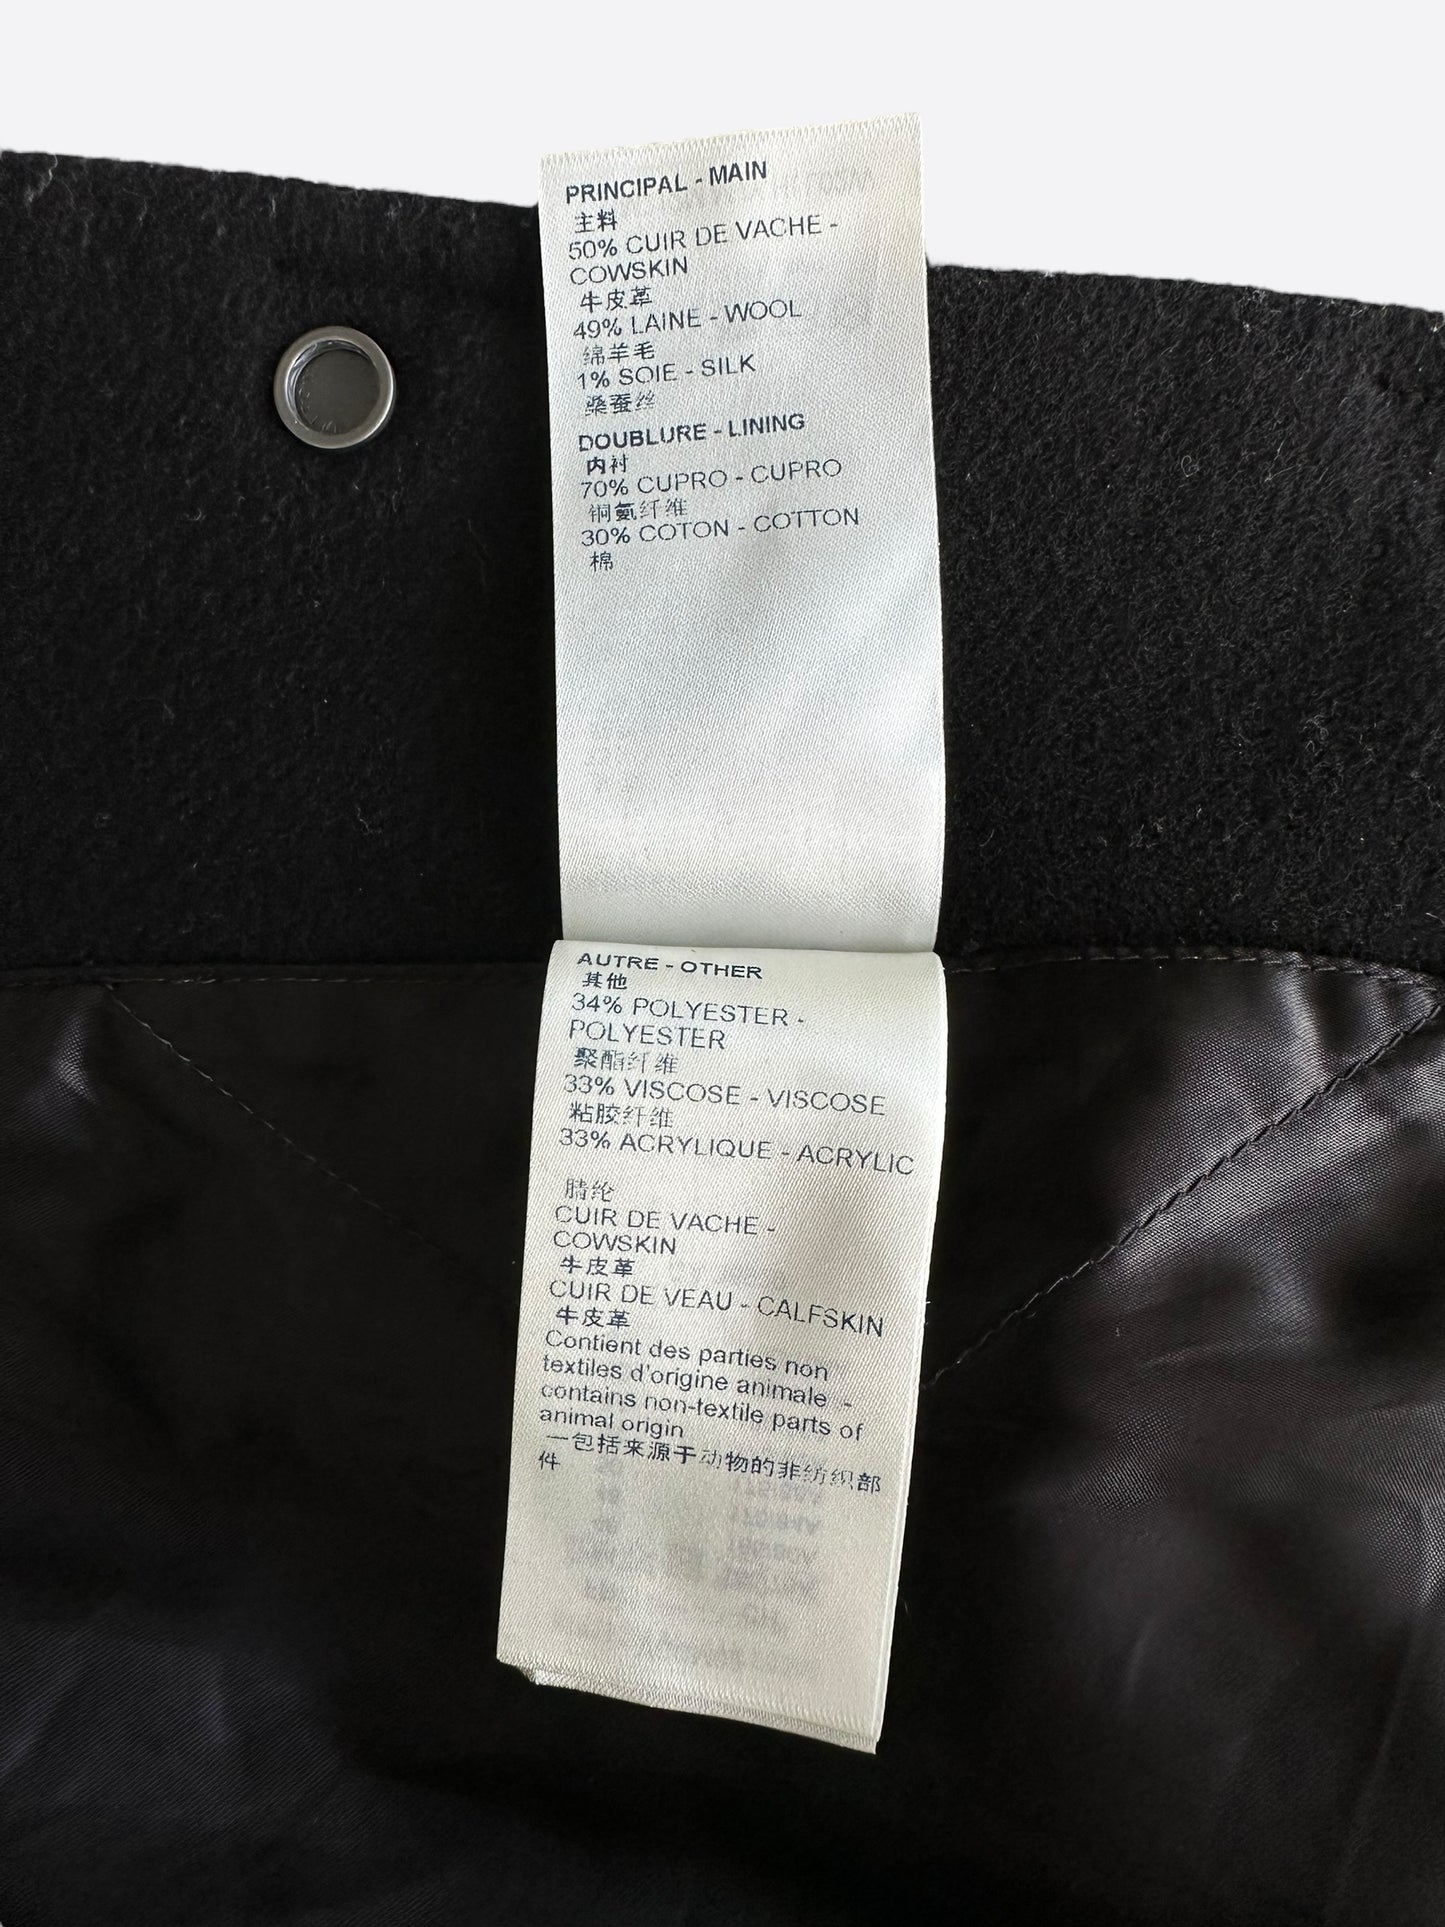 PRINCIPAL - MAIN
主料
50% CUIR DE VACHE -
COWSKIN
牛皮革
49% LAINE - WOOL
绵羊毛
1% SOIE - SILK
桑蚕丝
DOUBLURE - LINING
内衬
70% CUPRO - CUPRO
铜氨纤维
30% COTON - COTTON
棉
AUTRE - OTHER
其他
34% POLYESTER -
POLYESTER
聚酯纤维
33% VISCOSE - VISCOSE
粘胶纤维
33% ACRYLIQUE - ACRYLIC
腈纶
CUIR DE VACHE -
COWSKIN
牛皮革
CUIR DE VEAU - CALFSKIN
牛皮革
Contient des parties non
textiles d'origine animale -
contains non-textile parts of
animal origin
一包括来源于动物的非纺织部
件